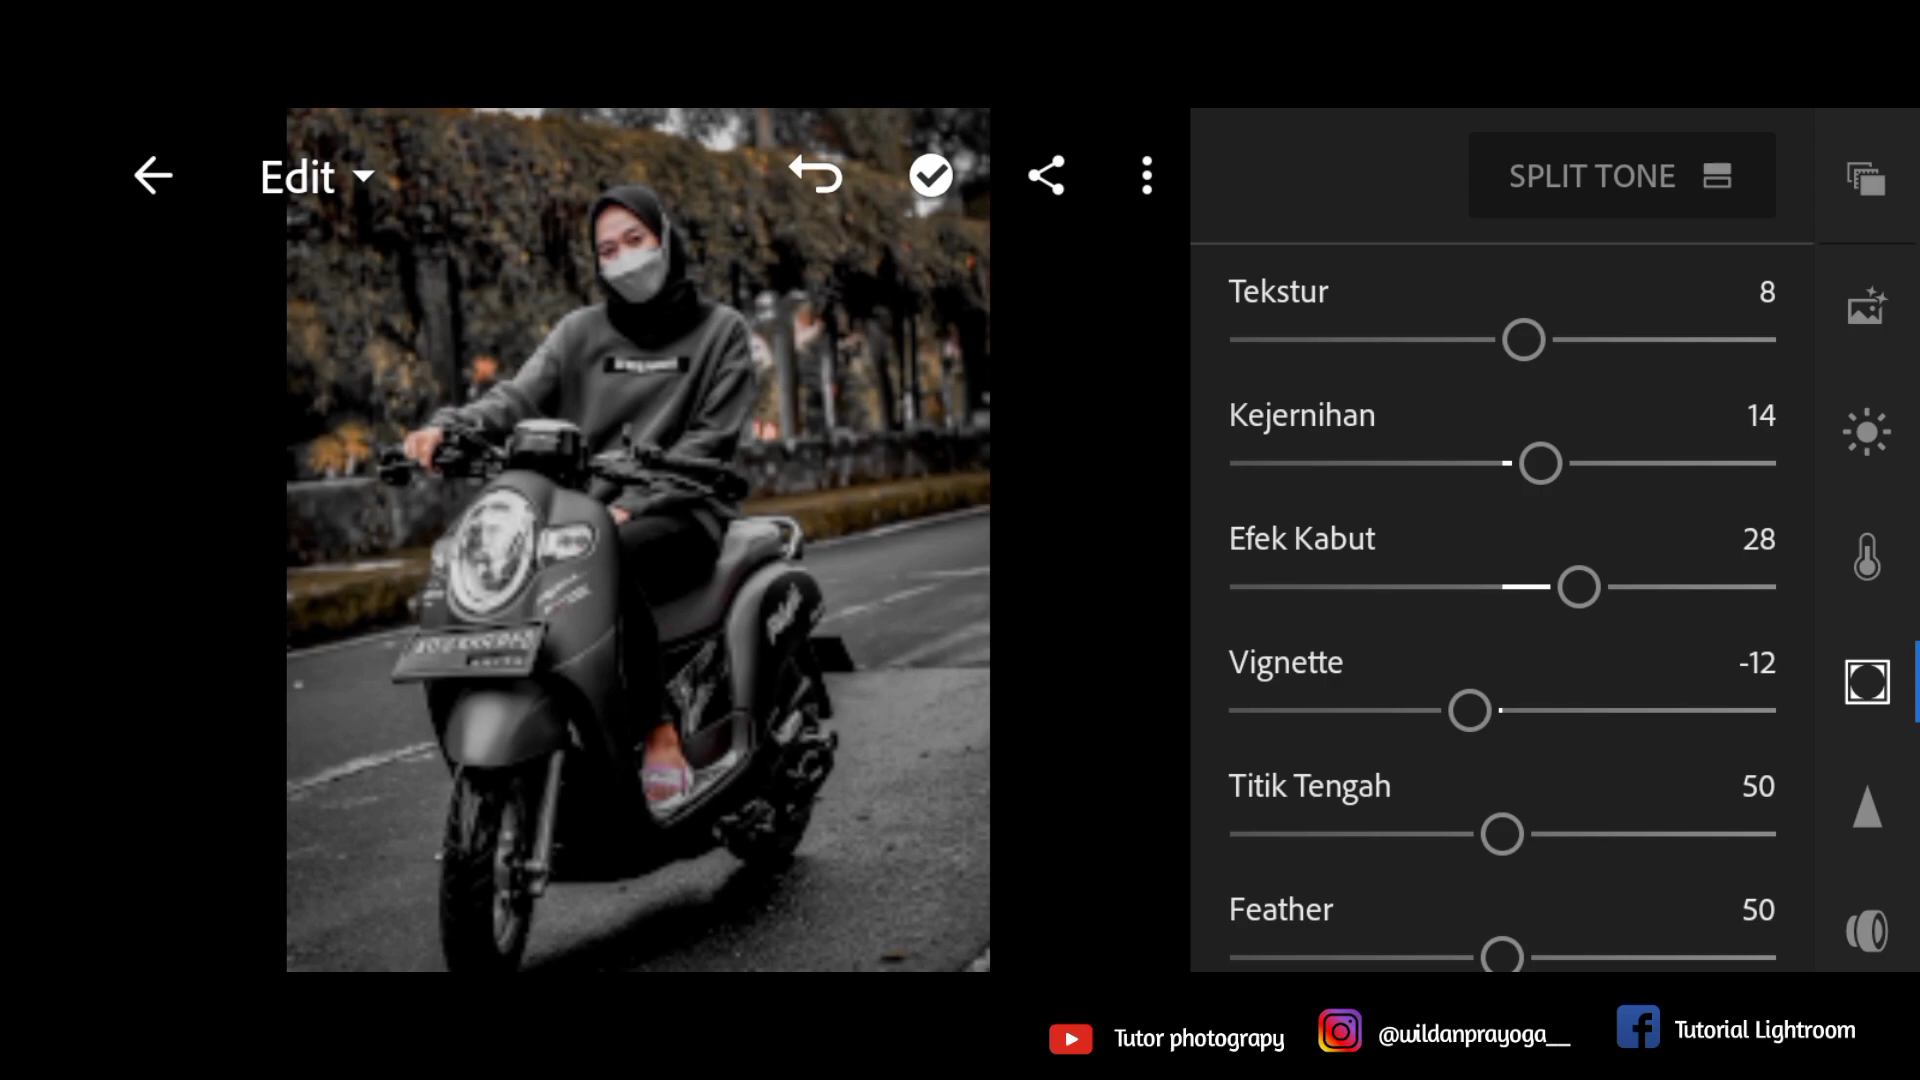 Edit
SPLIT TONE
Tekstur 8
Kejernihan 14
Efek Kabut 28
Vignette -12
Titik Tengah 50
Feather 50
Tutor photograpy
@wildanprayoga__
Tutorial Lightroom